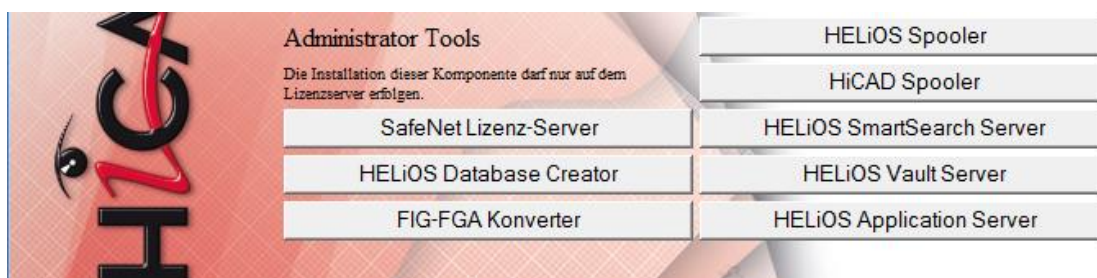 HiCA
Administrator Tools
Die Installation dieser Komponente darf nur auf dem
Lizenzserver erfolgen.
SafeNet Lizenz-Server
HELiOS Database Creator
FIG-FGA Konverter
HELiOS Spooler
HiCAD Spooler
HELiOS SmartSearch Server
HELiOS Vault Server
HELiOS Application Server